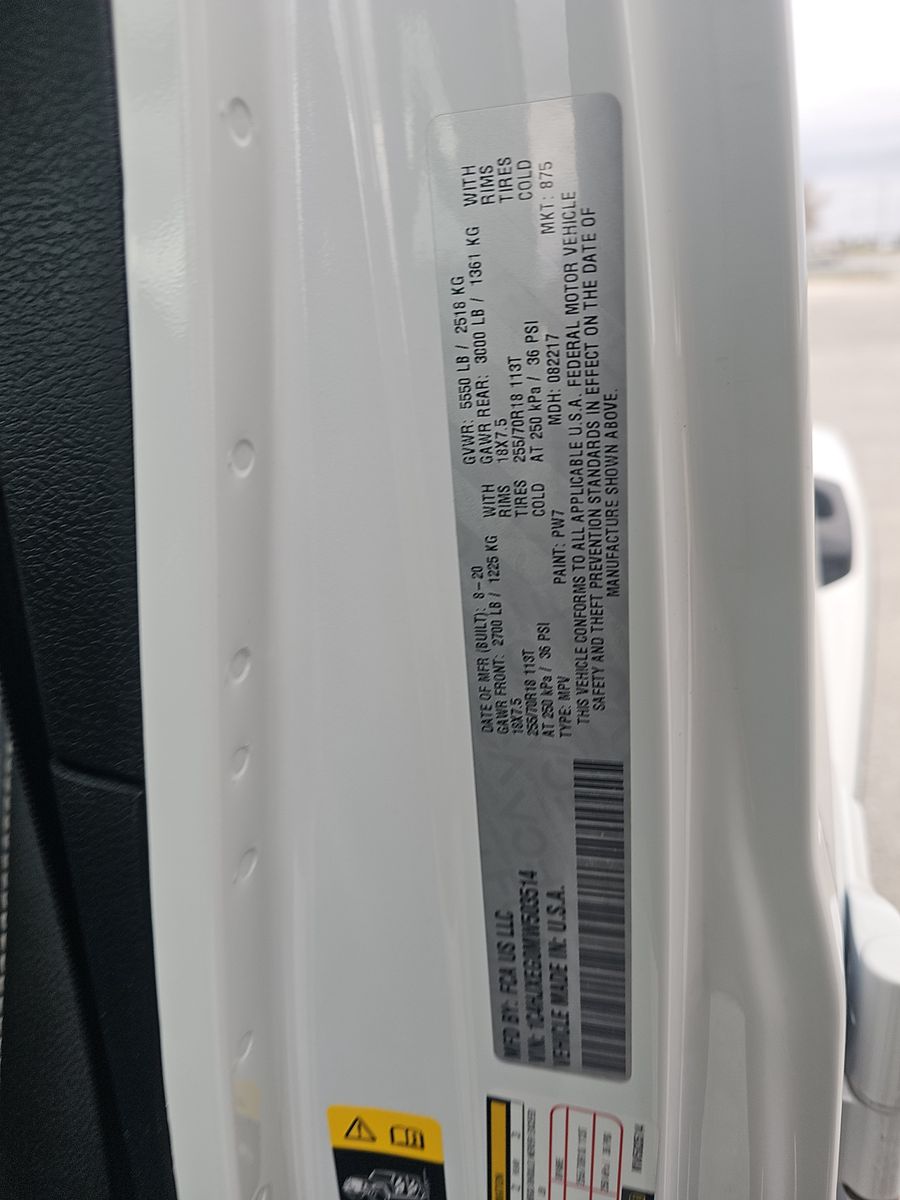 MFD BY: FCA US LLC
VIN: 1C4HJXEG0MW503514
VEHICLE MADE IN: U.S.A.
DATE OF MFR (BUILT): 8-20 GVWR: 5550 LB / 2518 KG
GAWR FRONT: 2700 LB / 1225 KG WITH GAWR REAR: 3000 LB / 1361 KG WITH
18X7.5 RIMS 18X7.5 RIMS
255/70R18 113T TIRES 255/70R18 113T TIRES
AT 250 kPa / 36 PSI COLD AT 250 kPa / 36 PSI COLD
TYPE: MPV PAINT: PW7 MDH: 082217 MKT: 875
THIS VEHICLE CONFORMS TO ALL APPLICABLE U.S.A. FEDERAL MOTOR VEHICLE
SAFETY AND THEFT PREVENTION STANDARDS IN EFFECT ON THE DATE OF
MANUFACTURE SHOWN ABOVE.